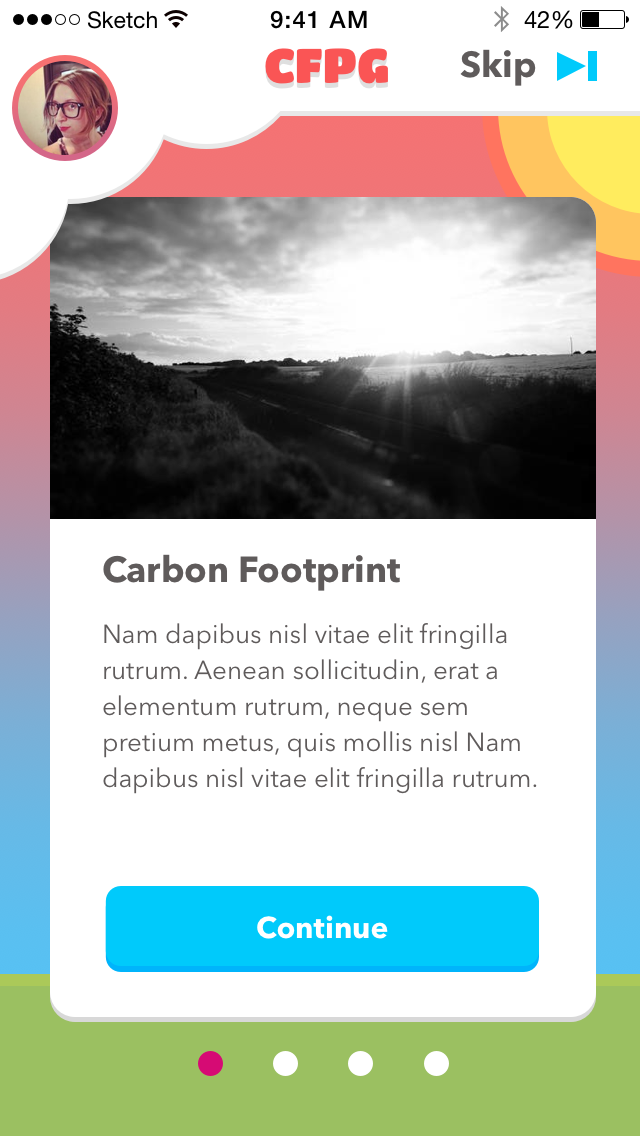 Sketch 9:41 AM 42%
CFPG Skip
Carbon Footprint
Nam dapibus nisl vitae elit fringilla
rutrum. Aenean sollicitudin, erat a
elementum rutrum, neque sem
pretium metus, quis mollis nisl Nam
dapibus nisl vitae elit fringilla rutrum.
Continue